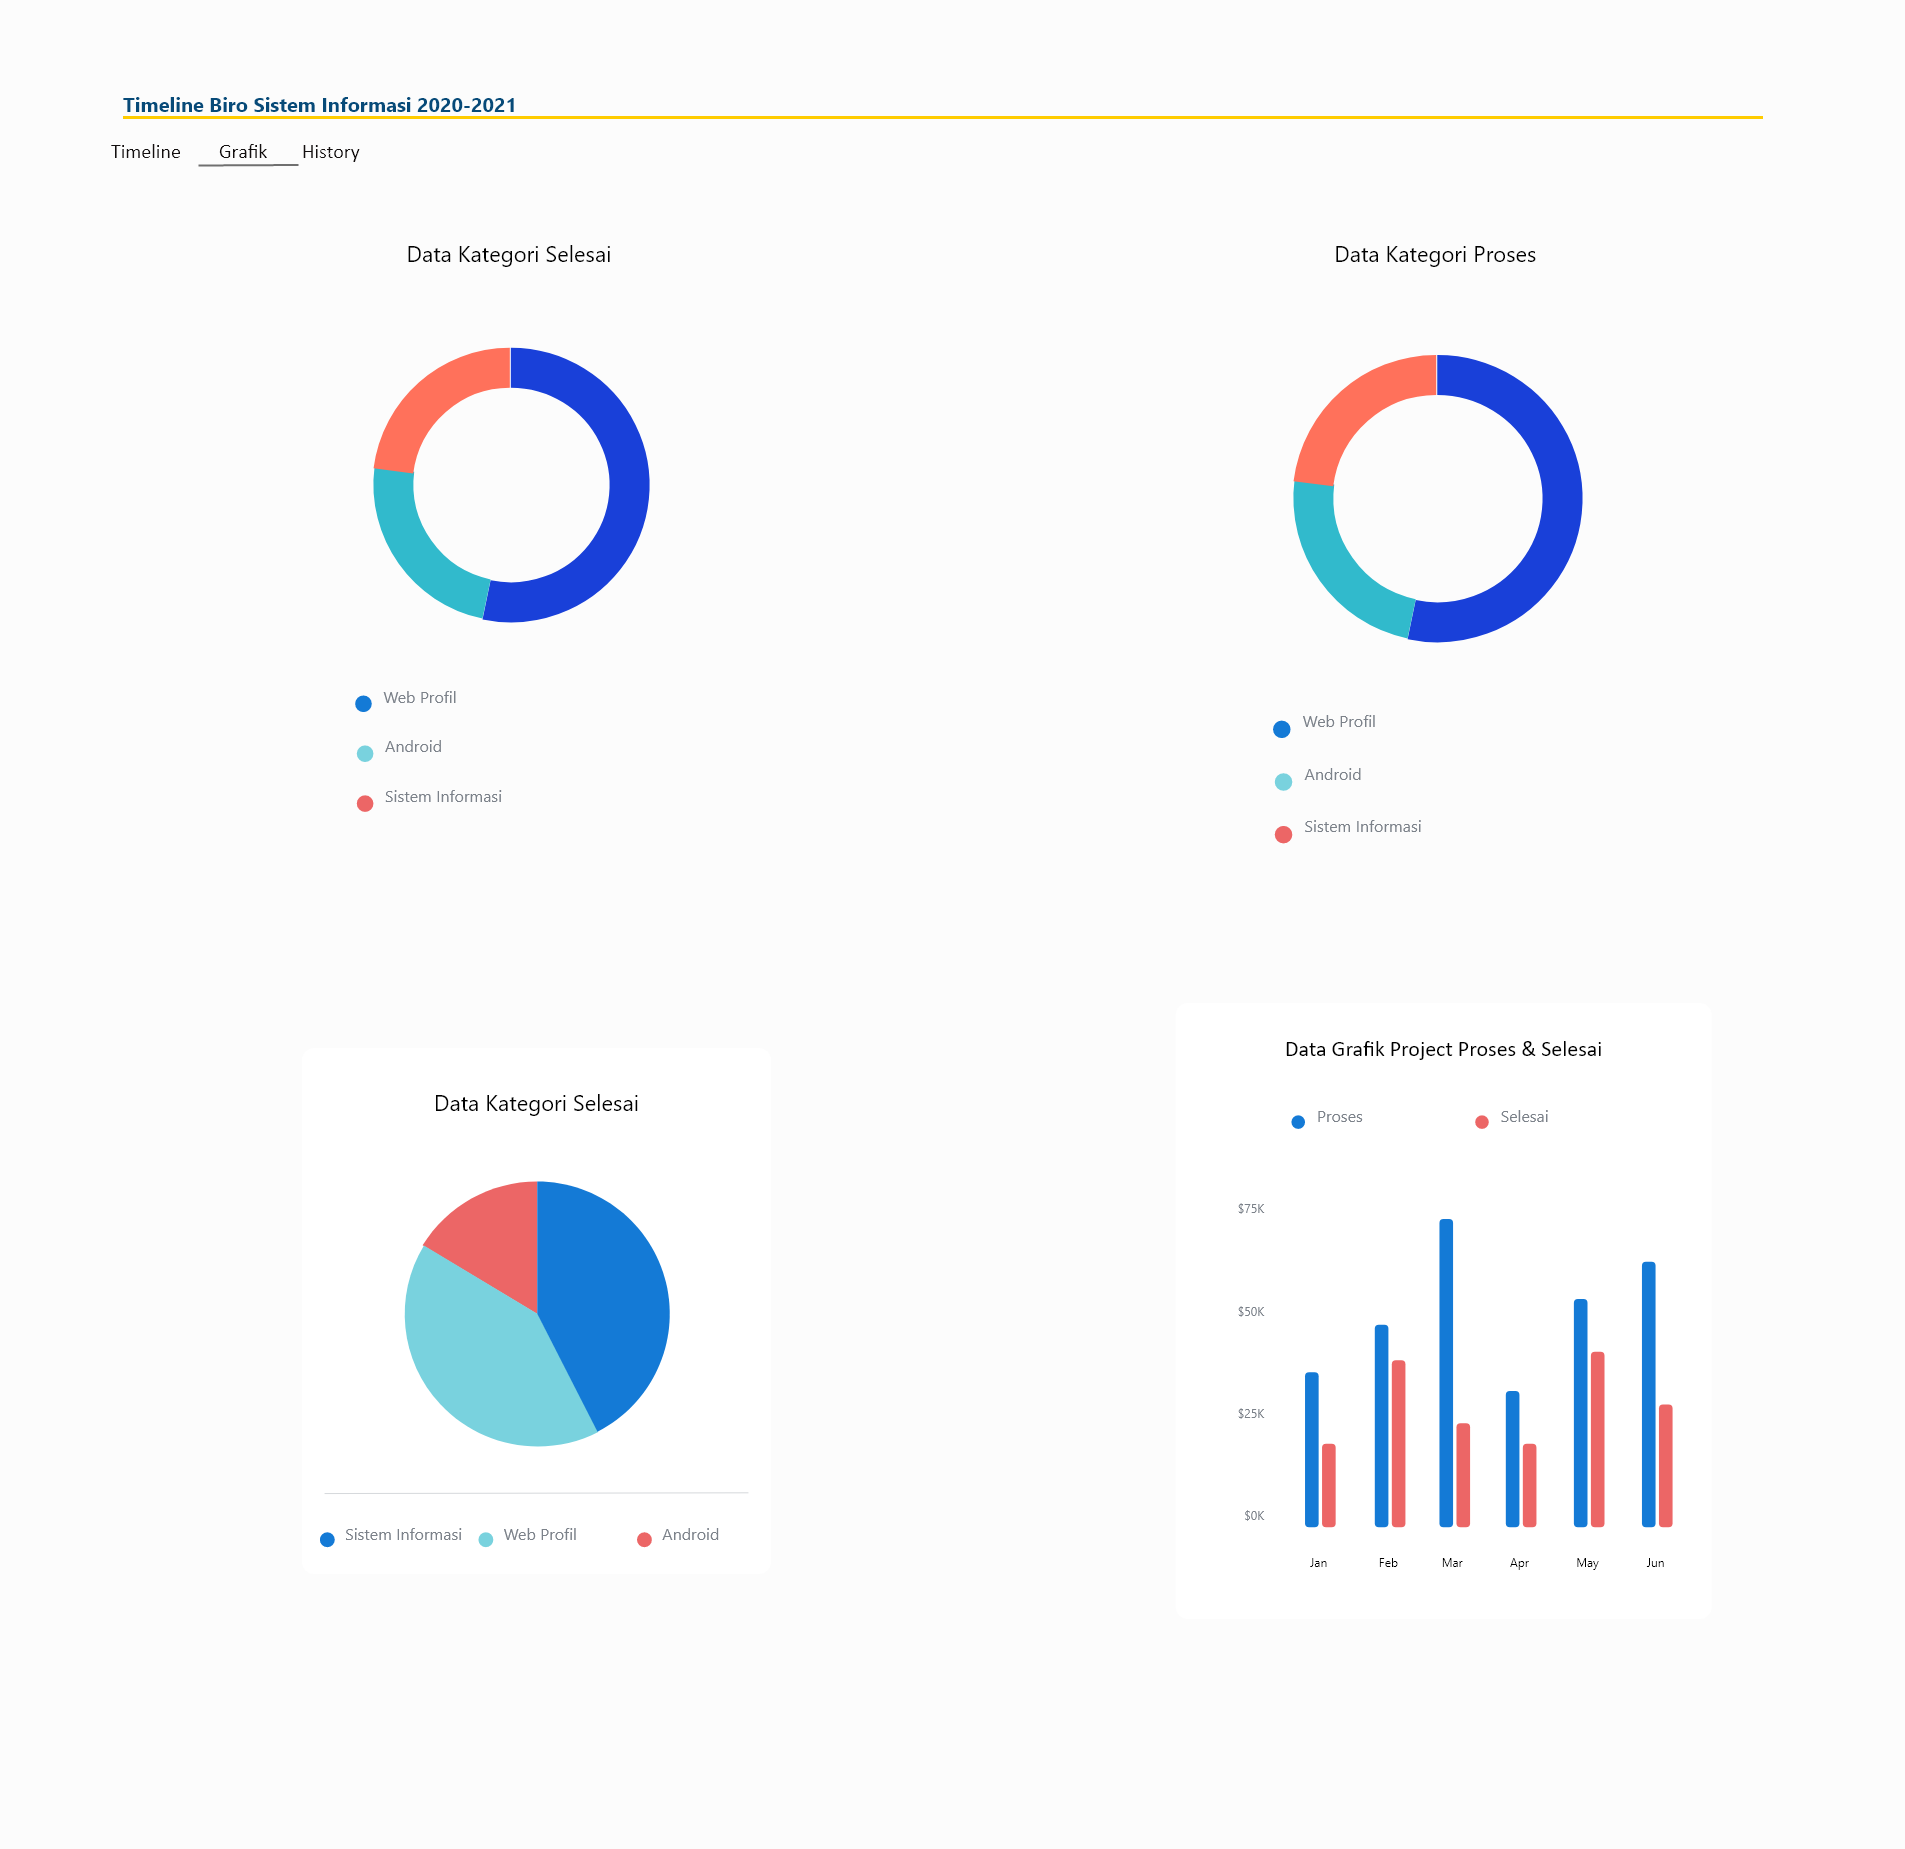 Timeline Biro Sistem Informasi 2020-2021
Timeline Grafik History
Data Kategori Selesai
Web Profil
Android
Sistem Informasi
Data Kategori Proses
Web Profil
Android
Sistem Informasi
Data Kategori Selesai
Sistem Informasi Web Profil Android
Data Grafik Project Proses & Selesai
Proses Selesai
$75K
$50K
$25K
$0K
Jan Feb Mar Apr May Jun